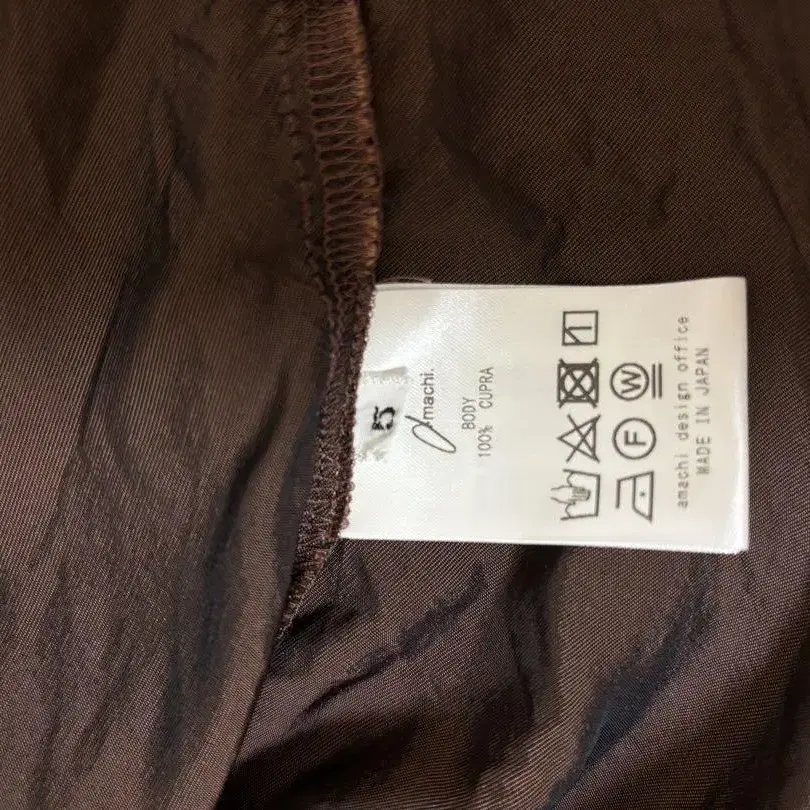 5
amachi.
BODY
100% CUPRA
F
W
amachi design office
MADE IN JAPAN